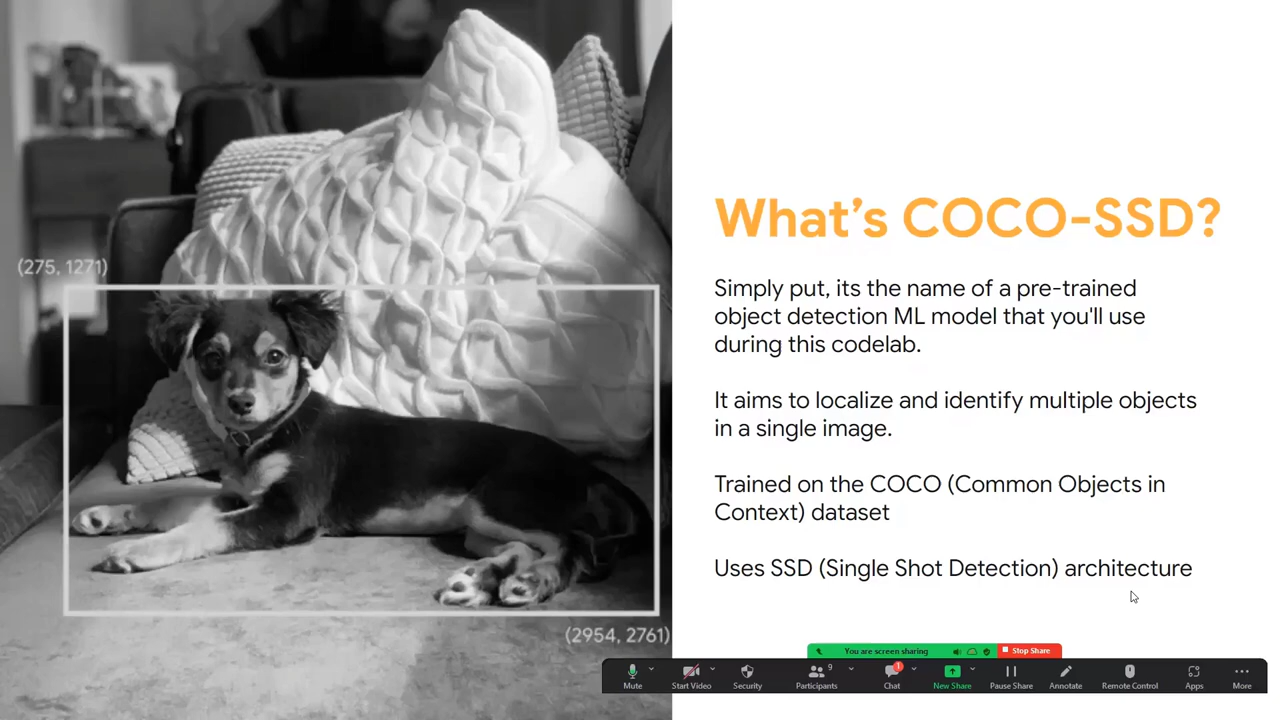 (275, 1271)
(2954, 2761)
What's COCO-SSD?
Simply put, its the name of a pre-trained
object detection ML model that you'll use
during this codelab.
It aims to localize and identify multiple objects
in a single image.
Trained on the COCO (Common Objects in
Context) dataset
Uses SSD (Single Shot Detection) architecture
You are screen sharing
Stop Share
9
1
Mute
Start Video
Security
Participants
Chat
New Share
Pause Share
Annotate
Remote Control
Apps
More